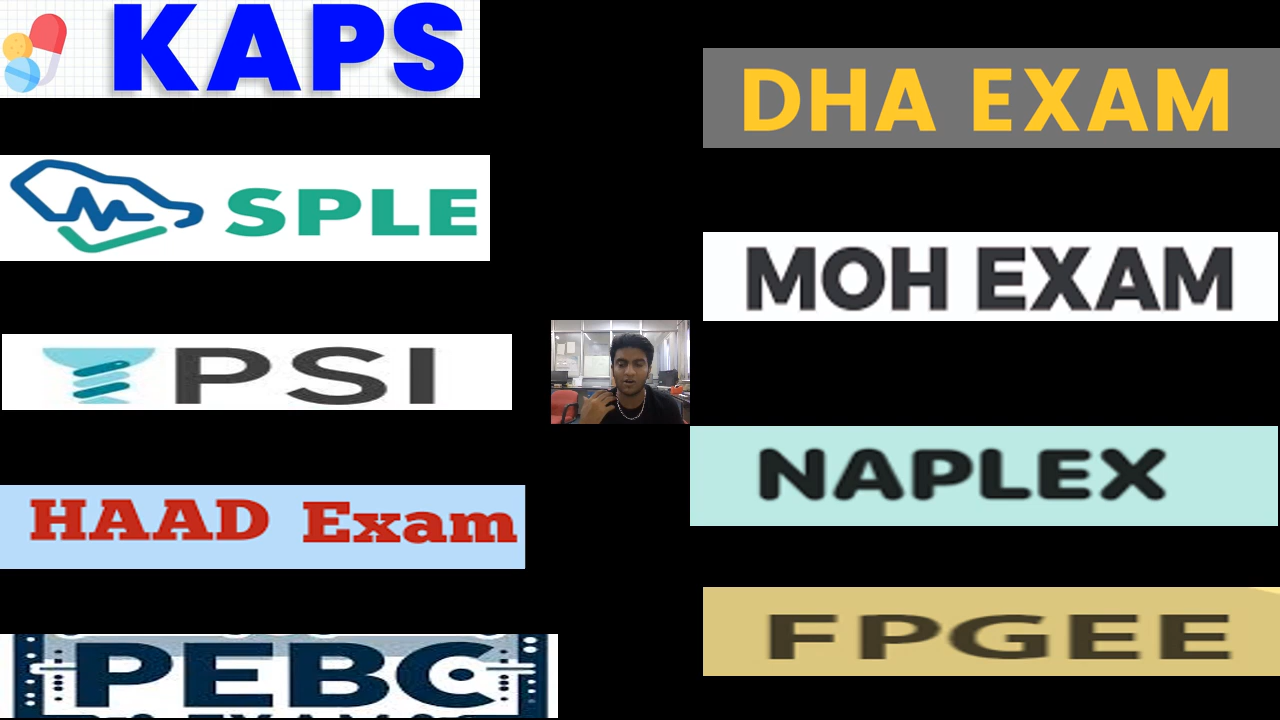 KAPS
SPLE
PSI
HAAD Exam
PEBC
DHA EXAM
MOH EXAM
NAPLEX
FPGEE